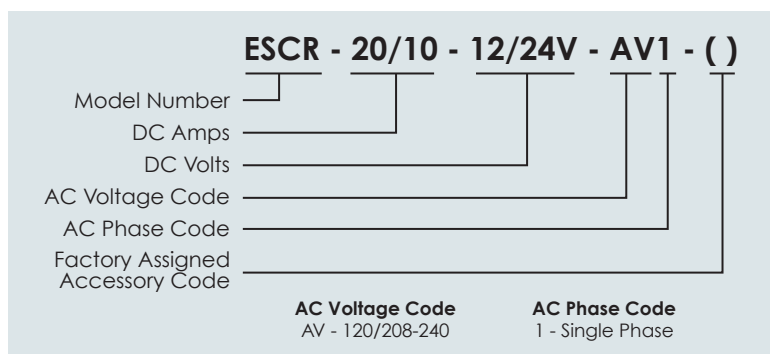 ESCR - 20/10 - 12/24V - AV1 - ( )
Model Number
DC Amps
DC Volts
AC Voltage Code
AC Phase Code
Factory Assigned
Accessory Code
AC Voltage Code
AV - 120/208-240
AC Phase Code
1 - Single Phase